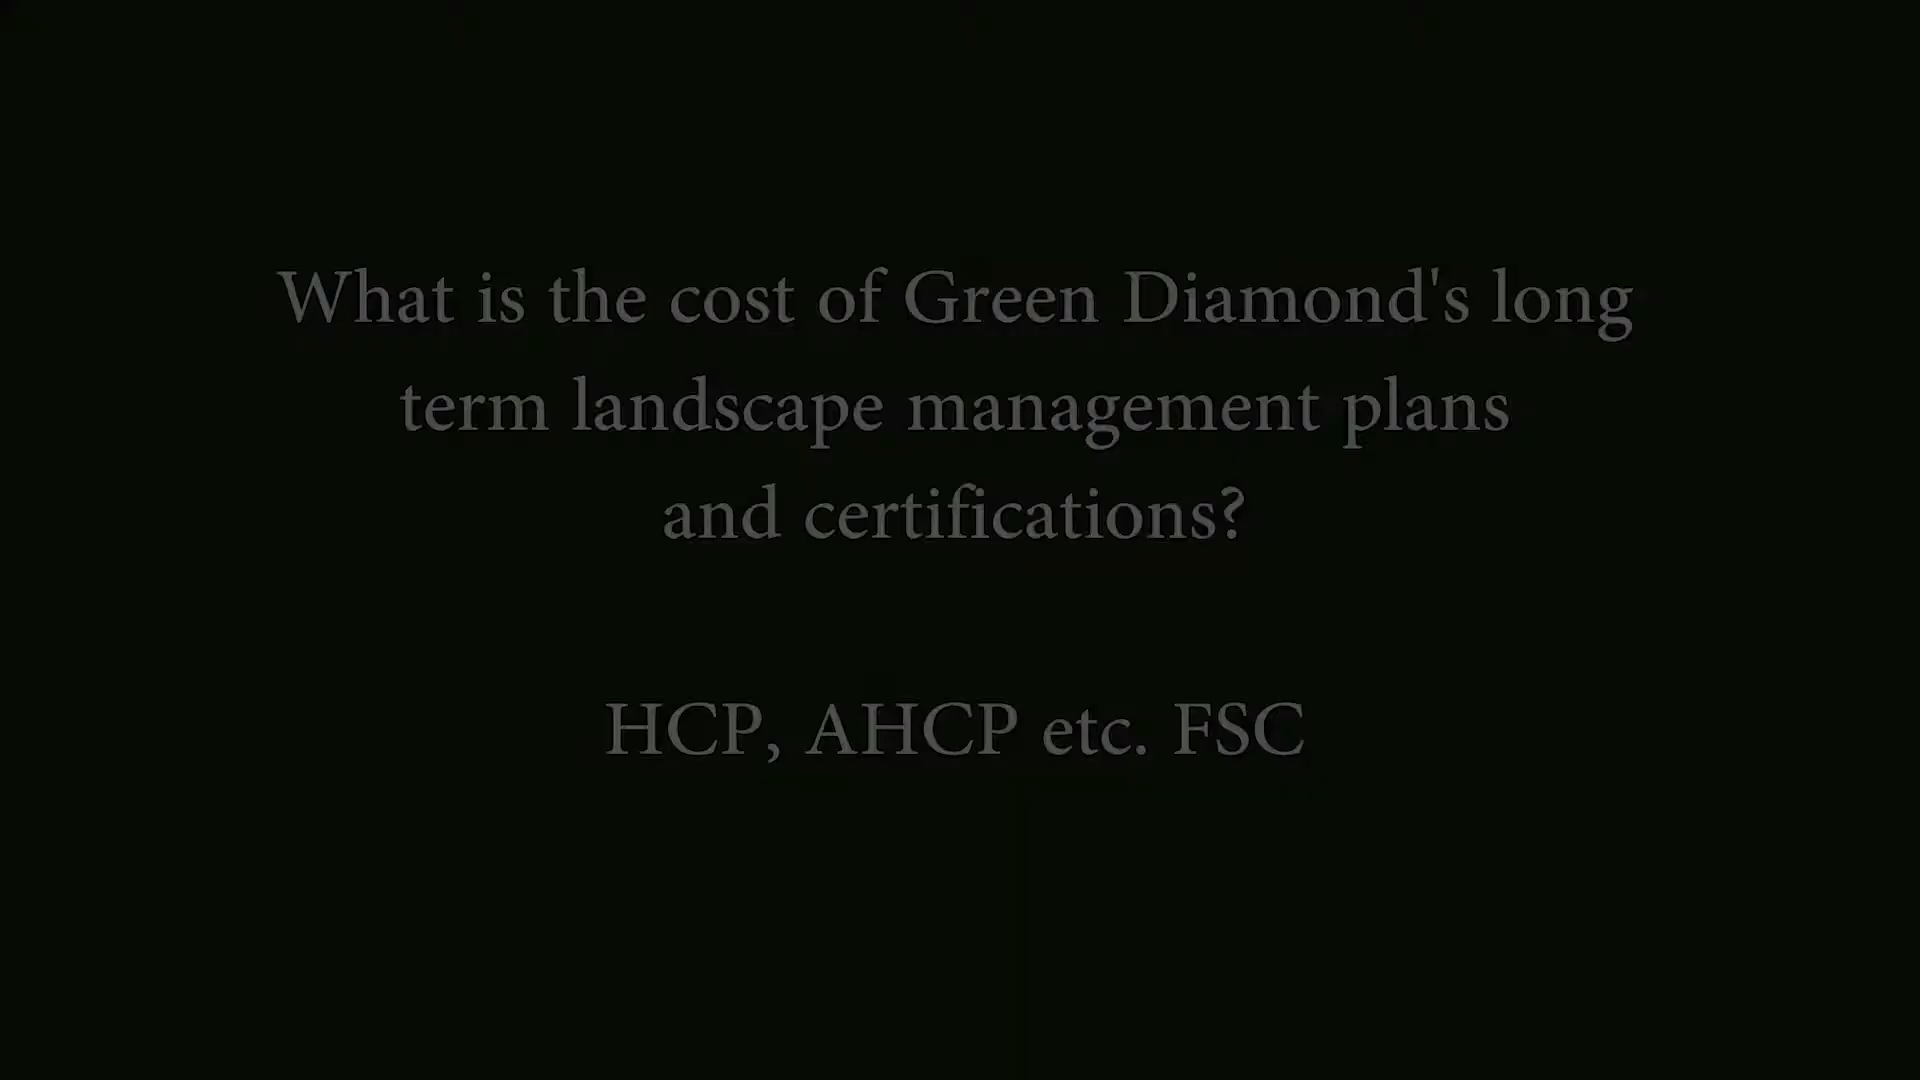 What is the cost of Green Diamond's long
term landscape management plans
and certifications?
HCP, AHCP etc. FSC